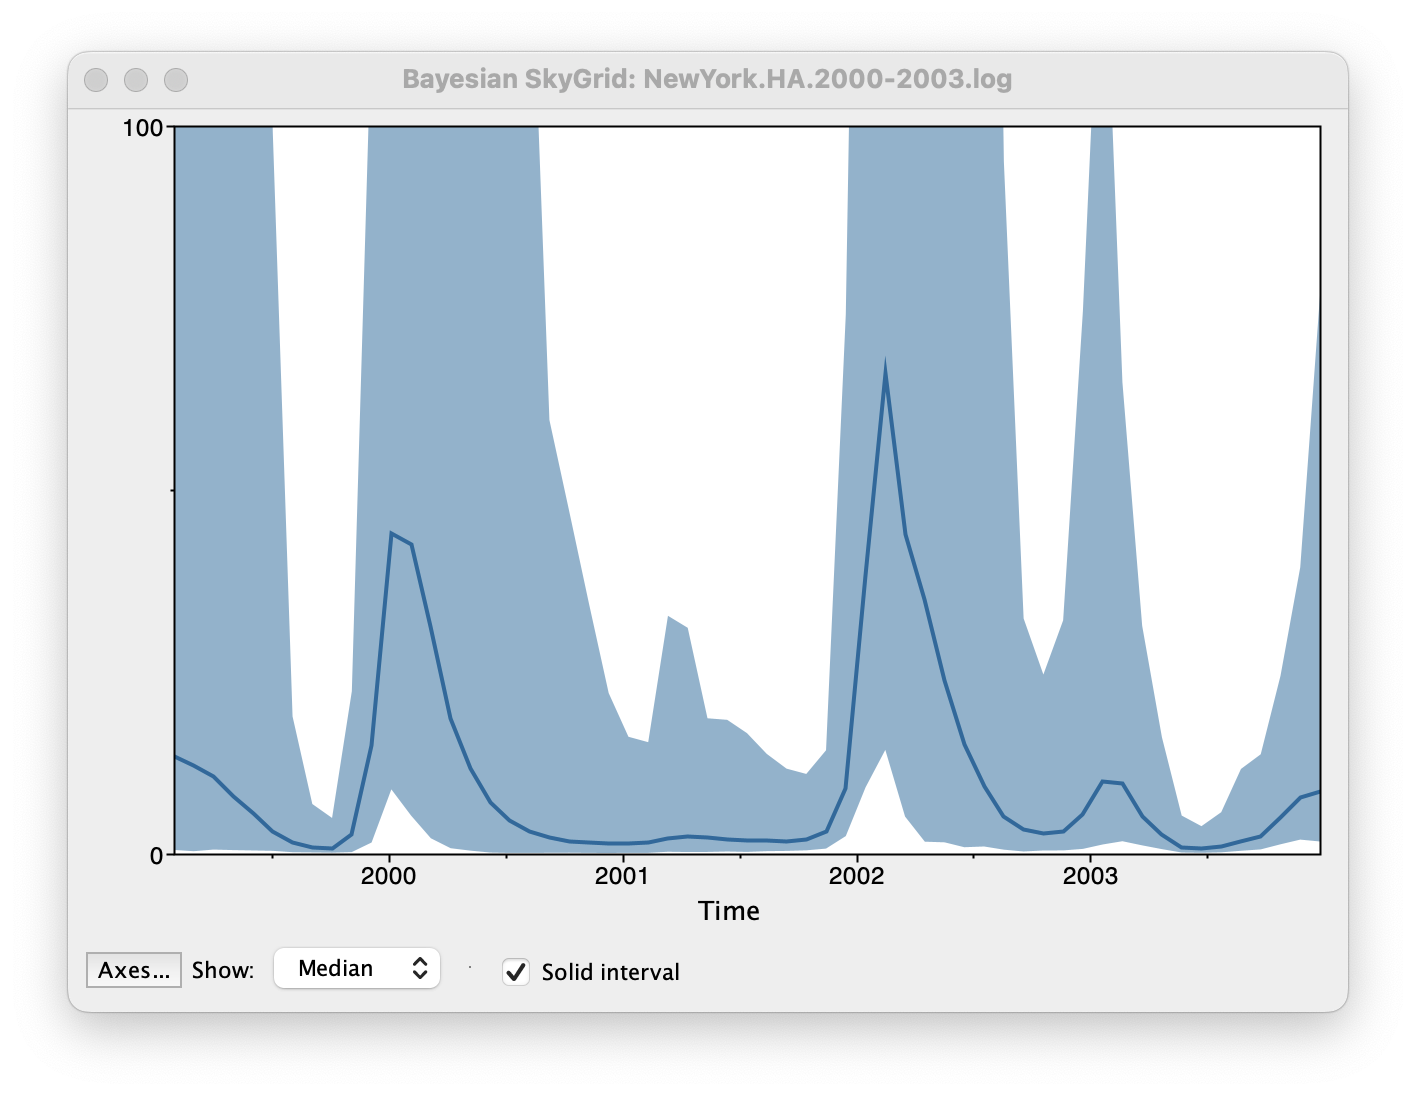 Bayesian SkyGrid: NewYork.HA.2000-2003.log
100
0
2000 2001 2002 2003
Time
Axes... Show: Median Solid interval